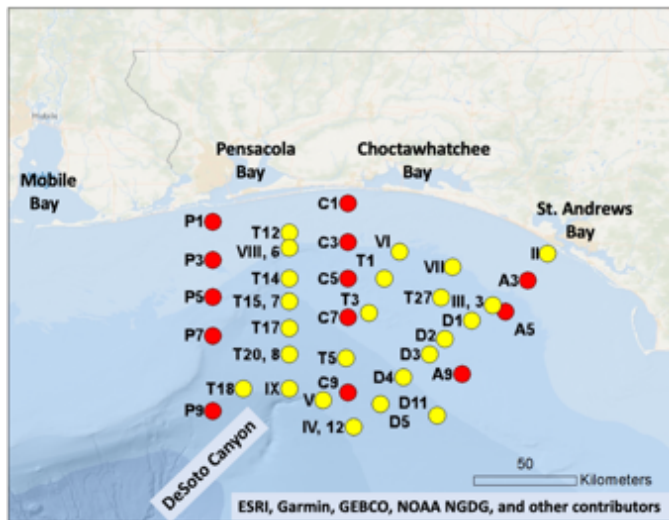 Mobile
Pensacola
Bay
Choctawhatchee
Bay
Mobile
Bay
St. Andrews
Bay
C1
P1
T12
C3
VIII, 6
VI
II
P3
T1
VII
T14
C5
A3
P5
T15, 7
T3
T27
III, 3
C7
D1
A5
P7
T17
D2
T20, 8
T5
D3
D4
A9
T18
IX
C9
V
D11
P9
D5
IV, 12
DeSoto Canyon
50
Kilometers
ESRI, Garmin, GEBCO, NOAA NGDG, and other contributors